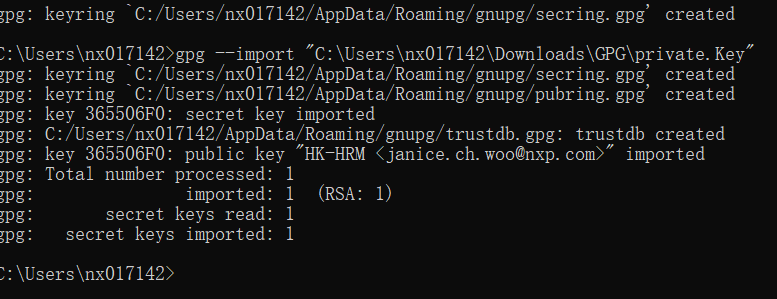 gpg: keyring `C:/Users/nx017142/AppData/Roaming/gnupg/secring.gpg' created
C:\Users\nx017142>gpg --import "C:\Users\nx017142\Downloads\GPG\private.Key"
gpg: keyring `C:/Users/nx017142/AppData/Roaming/gnupg/secring.gpg' created
gpg: keyring `C:/Users/nx017142/AppData/Roaming/gnupg/pubring.gpg' created
gpg: key 365506F0: secret key imported
gpg: C:/Users/nx017142/AppData/Roaming/gnupg/trustdb.gpg: trustdb created
gpg: key 365506F0: public key "HK-HRM <janice.ch.woo@nxp.com>" imported
gpg: Total number processed: 1
gpg:               imported: 1  (RSA: 1)
gpg:       secret keys read: 1
gpg:   secret keys imported: 1
C:\Users\nx017142>